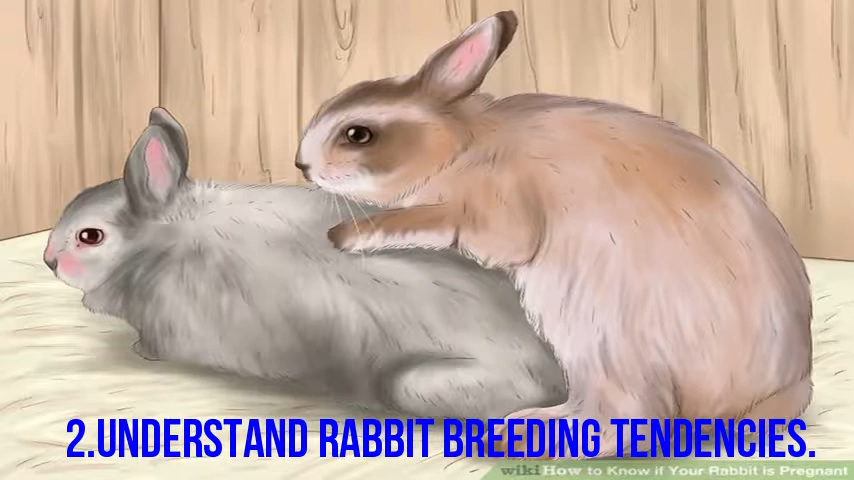 2.UNDERSTAND RABBIT BREEDING TENDENCIES.
wikiHow to Know if Your Rabbit is Pregnant